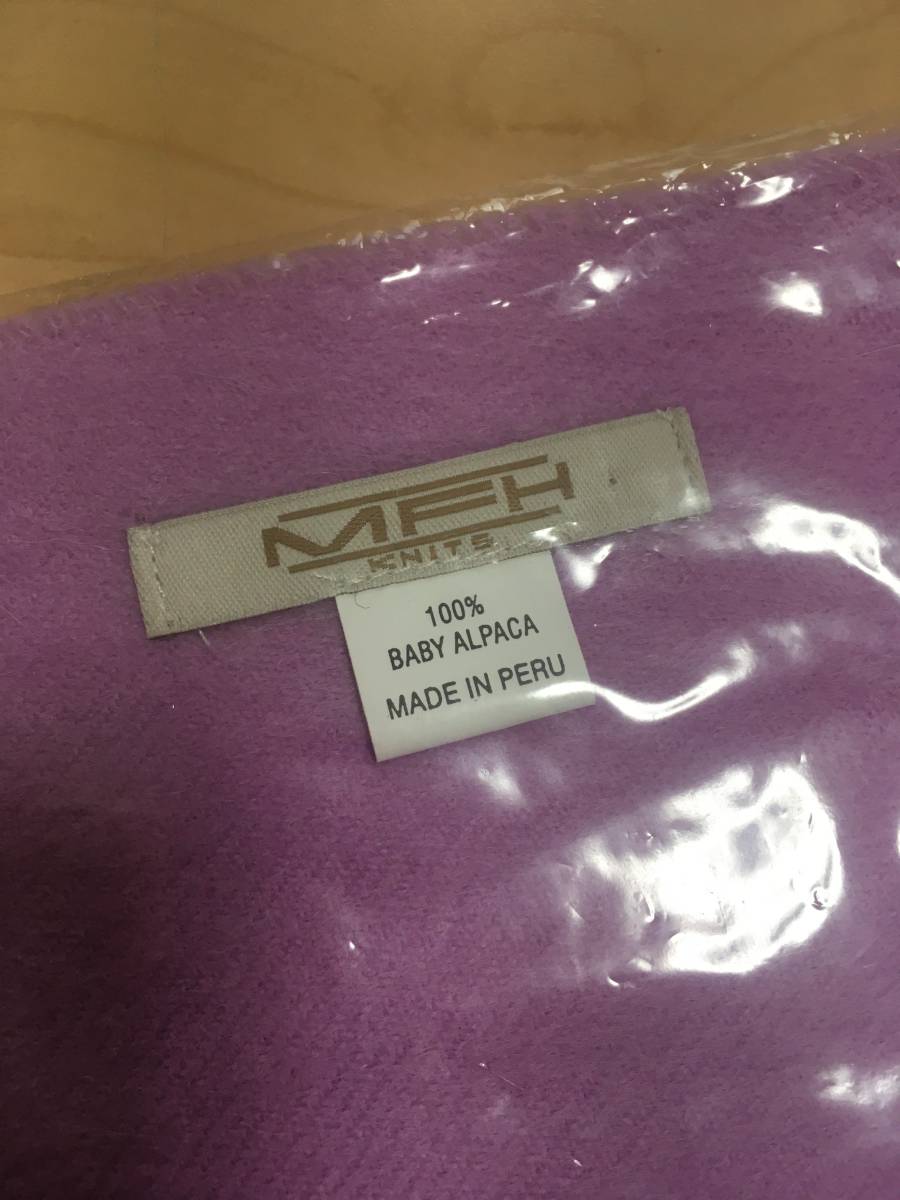 MFH
KNITS
100%
BABY ALPACA
MADE IN PERU